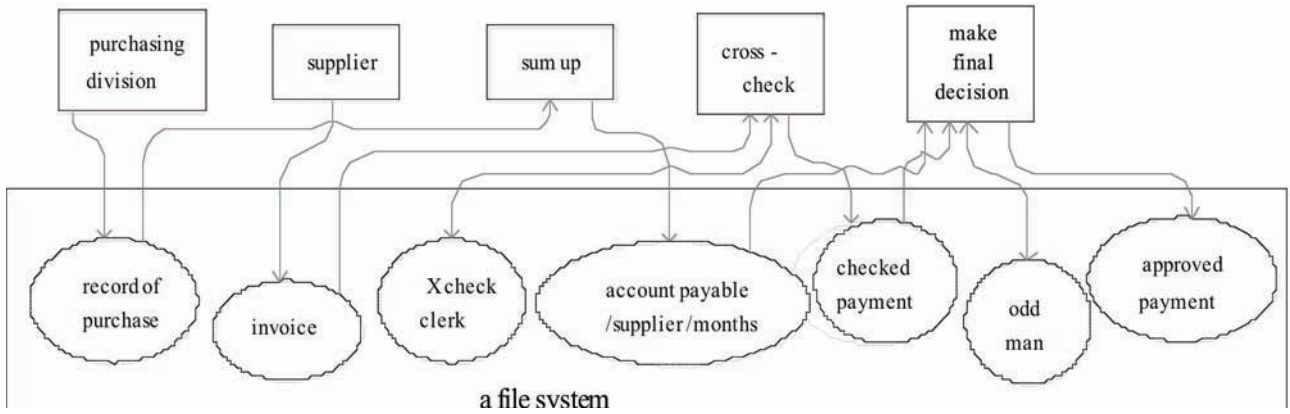 purchasing
division
supplier
sum up
cross -
check
make
final
decision
record of
purchase
invoice
X check
clerk
account payable
/supplier/months
checked
payment
odd
man
approved
payment
a file system